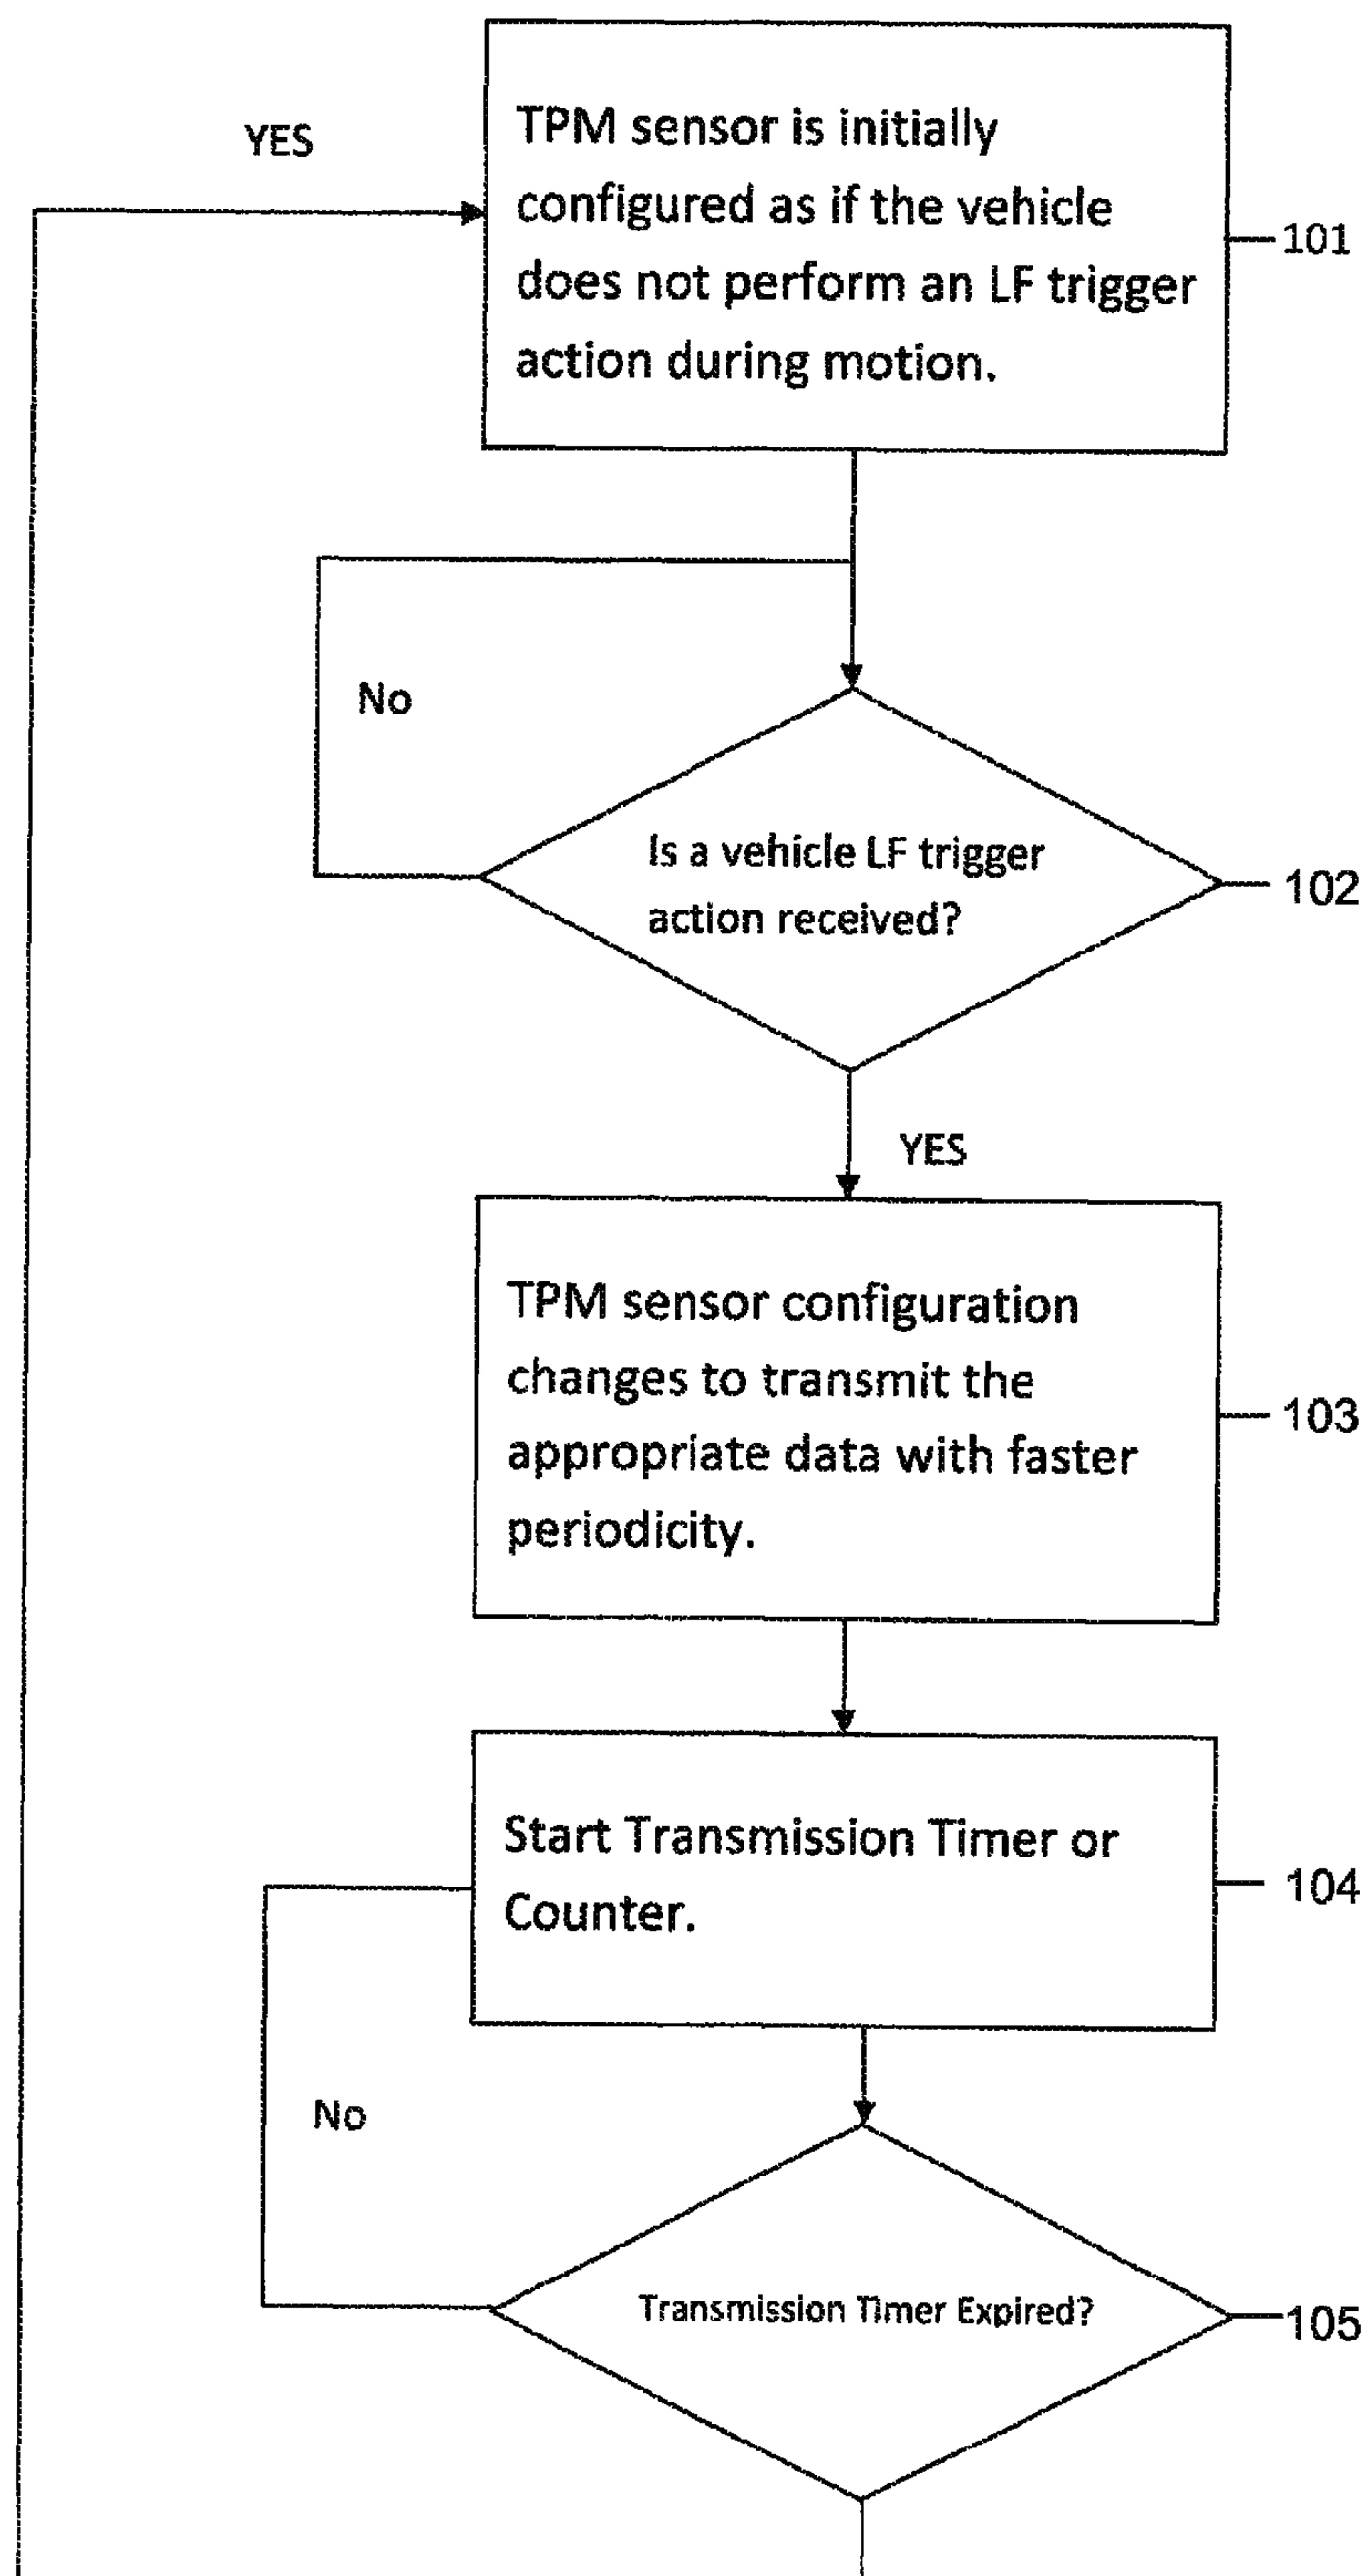 YES
TPM sensor is initially
configured as if the vehicle
does not perform an LF trigger
action during motion.
101
No
Is a vehicle LF trigger
action received?
102
YES
TPM sensor configuration
changes to transmit the
appropriate data with faster
periodicity.
103
Start Transmission Timer or
Counter.
104
No
Transmission Timer Expired?
105